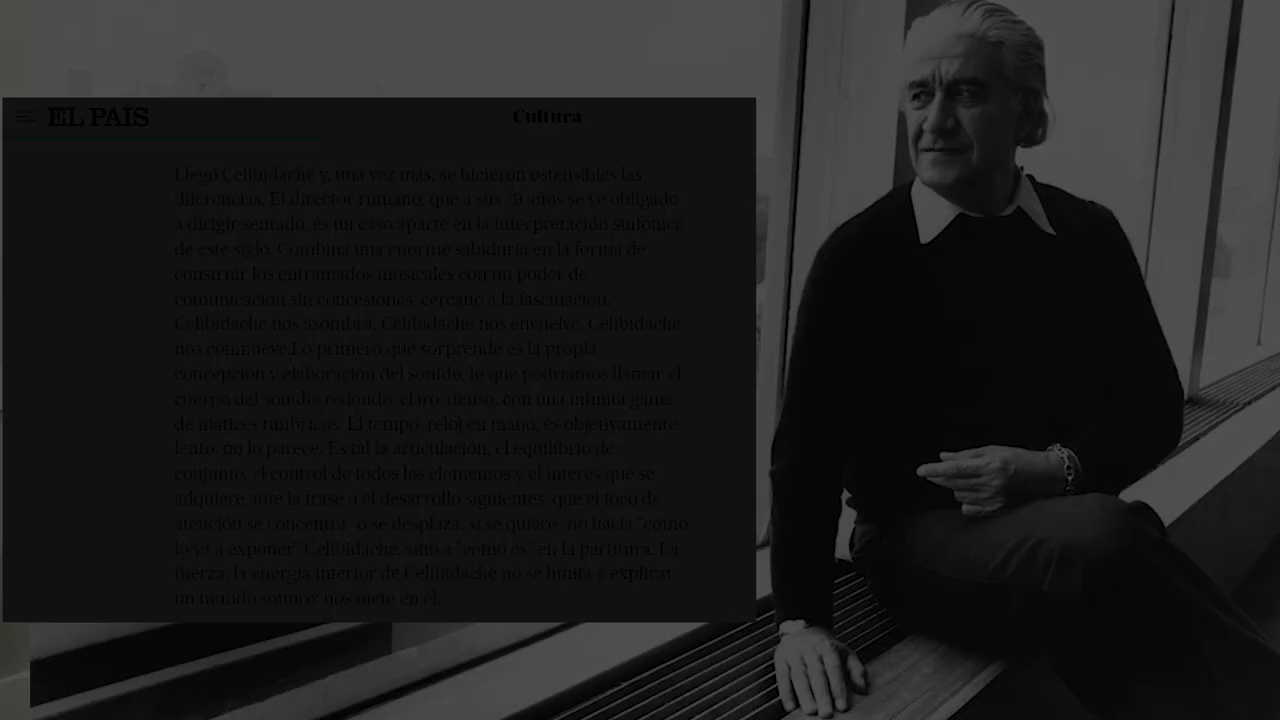 EL PAÍS
Cultura
Llegó Celibidache y, una vez más, se hicieron ostensibles las
diferencias. El director rumano, que a sus 79 años se ve obligado
a dirigir sentado, es un caso aparte en la interpretación sinfónica
de este siglo. Combina una enorme sabiduría en la forma de
construir los entramados musicales con un poder de
comunicación sin concesiones, cercano a la fascinación.
Celibidache nos asombra, Celibidache nos envuelve, Celibidache
nos conmueve.Lo primero que sorprende es la propia
concepción y elaboración del sonido, lo que podríamos llamar el
cuerpo del sonido: redondo, claro, denso, con una infinita gama
de matices tímbricos. El tempo, reloj en mano, es objetivamente
lento: no lo parece. Es tal la articulación, el equilibrio de
conjunto, el control de todos los elementos y el interés que se
adquiere ante la frase o el desarrollo siguientes, que el foco de
atención se concentra -o se desplaza, si se quiere- no hacia "cómo
lo va a exponer" Celibidache, sino a "cómo es" en la partitura. La
fuerza, la energía interior de Celibidache no se limita a explicar
un mundo sonoro: nos mete en él.